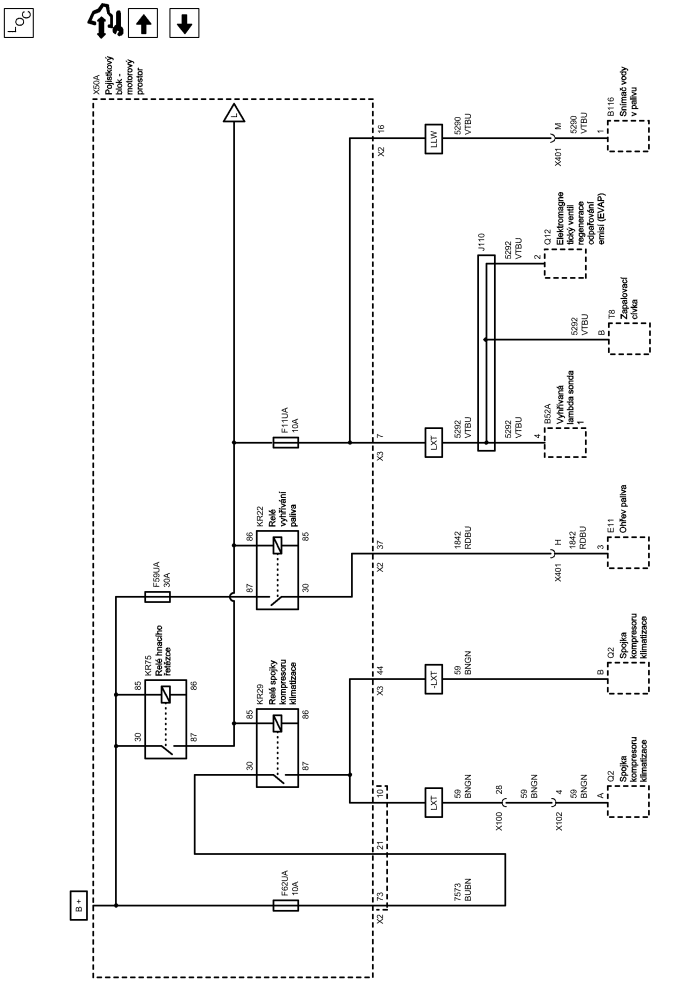 LOC
X50A
Pojistkový
blok -
motorový
prostor
L
B +
F59UA
30A
KR75
Relé hnacího
řetězce
85
86
30
87
KR22
Relé
vyhřívání
paliva
86
85
87
30
KR29
Relé spojky
kompresoru
klimatizace
85
86
30
87
F11UA
10A
F62UA
10A
16
X2
LLW
5290
VTBU
M
X401
5290
VTBU
1
B116
Snímač vody
v palivu
7
X3
LXT
5292
VTBU
J110
5292
VTBU
2
Q12
Elektromagne
tický ventil
regenerace
odpařování
emisí (EVAP)
5292
VTBU
B
T8
Zapalovací
cívka
5292
VTBU
4
B52A
Vyhřívaná
lambda sonda
1
37
X2
1842
RDBU
H
X401
1842
RDBU
3
E11
Ohřev paliva
44
X3
-LXT
59
BNGN
B
Q2
Spojka
kompresoru
klimatizace
10
LXT
59
BNGN
28
X100
59
BNGN
4
X102
59
BNGN
A
Q2
Spojka
kompresoru
klimatizace
21
73
X2
7573
BUBN